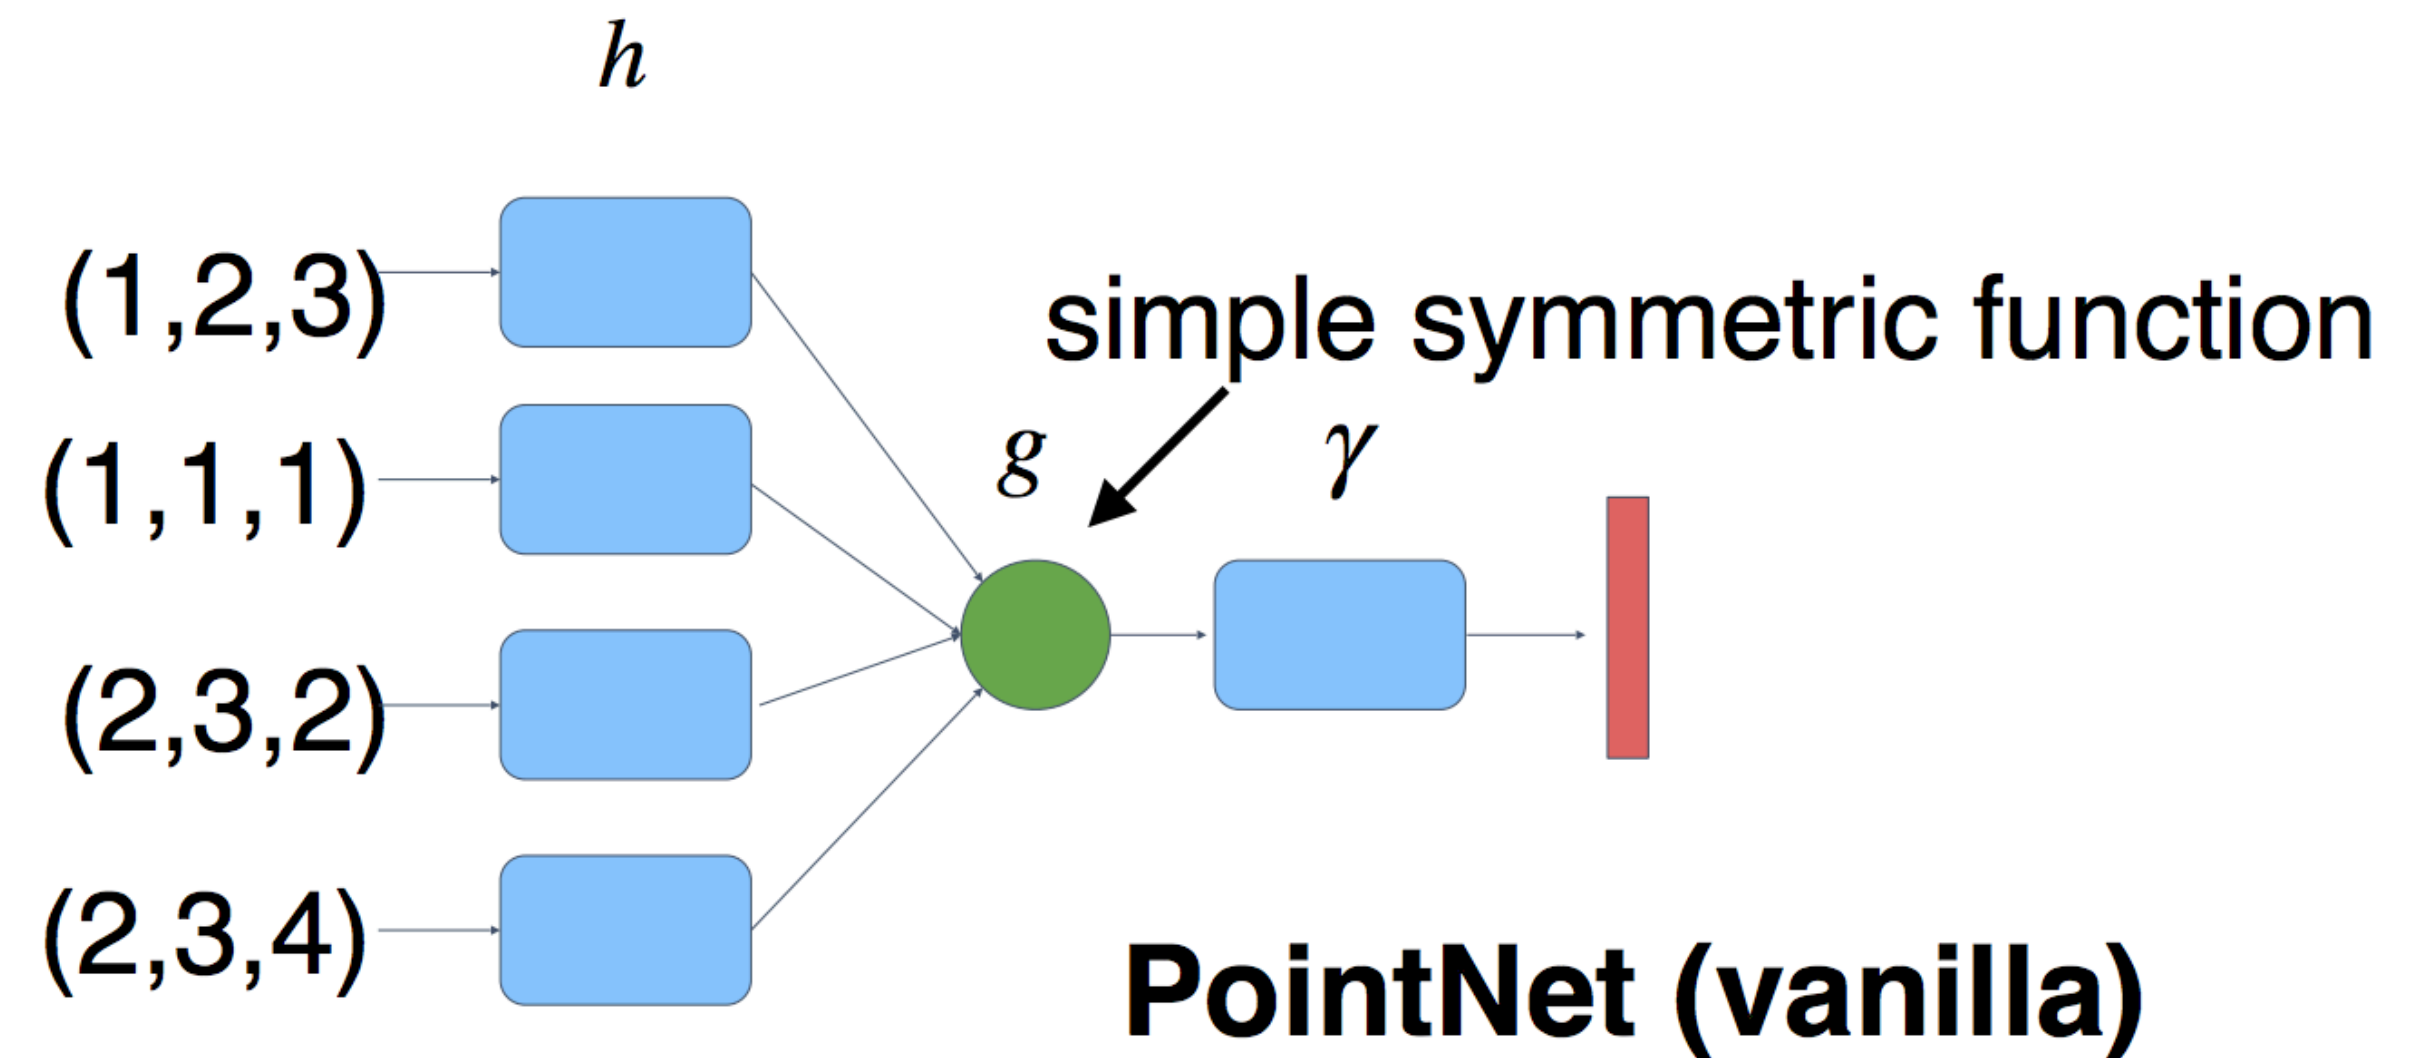 h
(1,2,3)
simple symmetric function
(1,1,1)
g
γ
(2,3,2)
(2,3,4)
PointNet (vanilla)